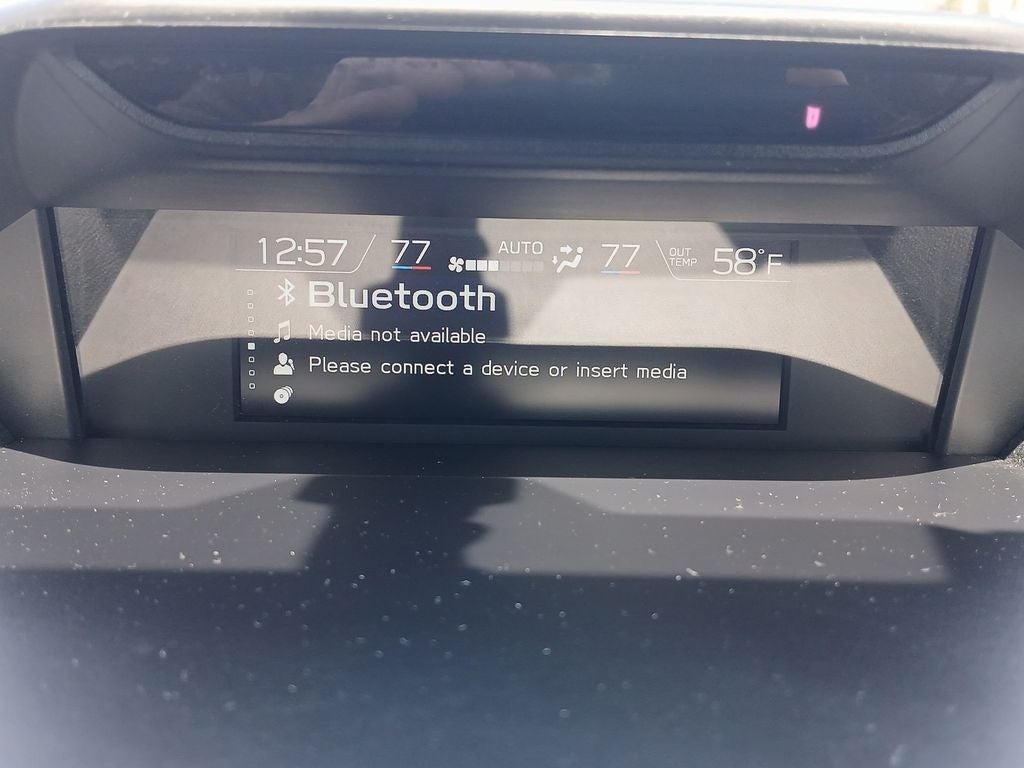 12:57 77 AUTO 77 OUT TEMP 58°F
Bluetooth
Media not available
Please connect a device or insert media